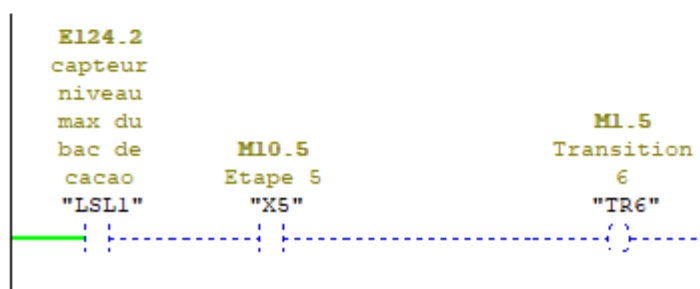 E124.2
capteur
niveau
max du
bac de
cacao
"LSL1"
M10.5
Etape 5
"X5"
M1.5
Transition
6
"TR6"